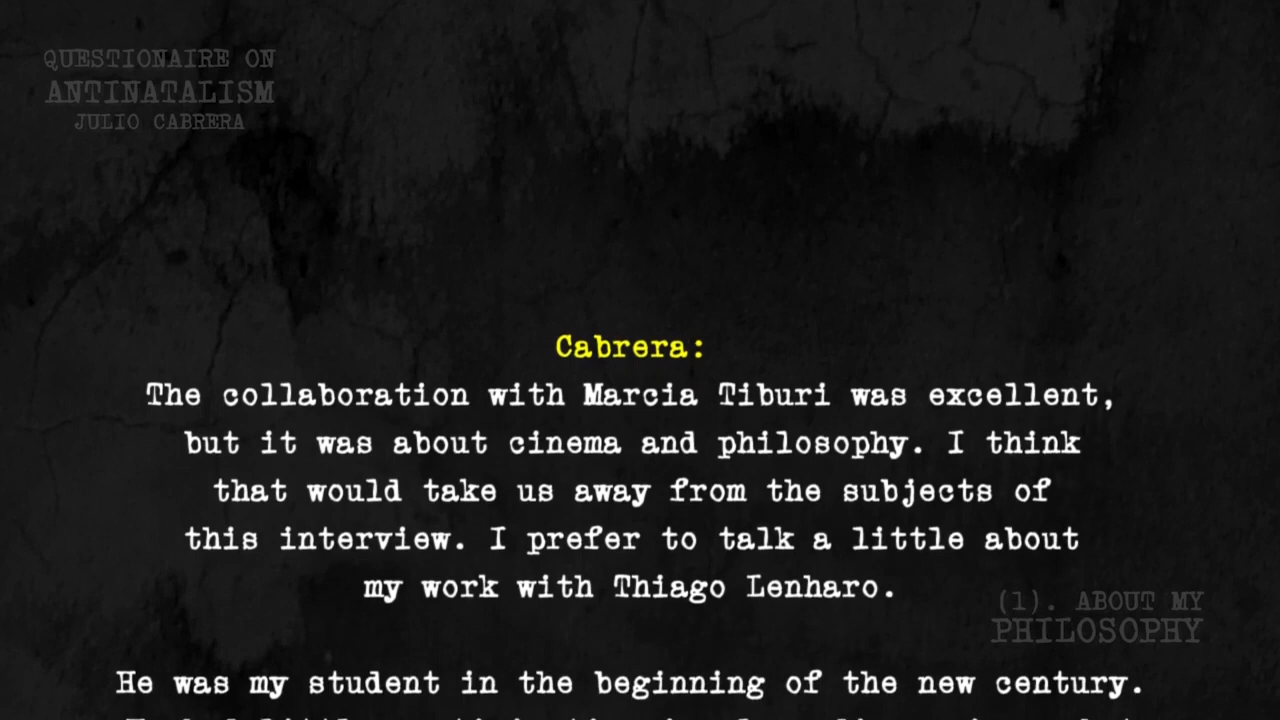 QUESTIONAIRE ON
ANTINATALISM
JULIO CABRERA
Cabrera:
The collaboration with Marcia Tiburi was excellent,
but it was about cinema and philosophy. I think
that would take us away from the subjects of
this interview. I prefer to talk a little about
my work with Thiago Lenharo.
(1). ABOUT MY
PHILOSOPHY
He was my student in the beginning of the new century.